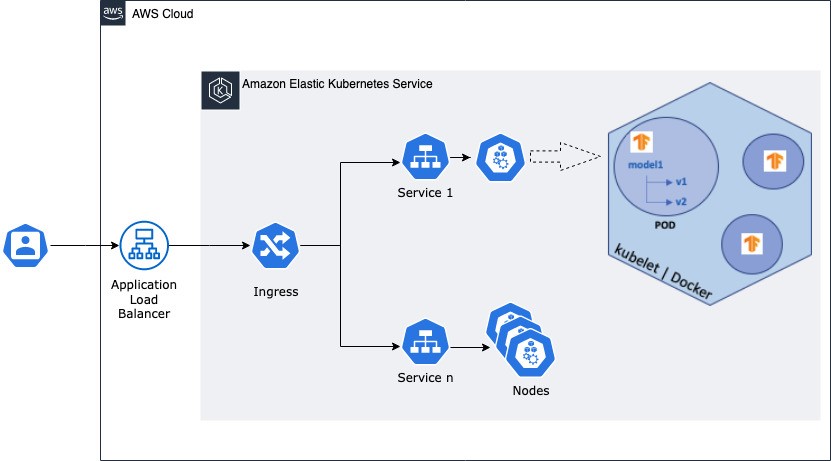 aws
AWS Cloud
Amazon Elastic Kubernetes Service
Service 1
model1
v1
v2
POD
kubelet | Docker
Application
Load
Balancer
Ingress
Service n
Nodes